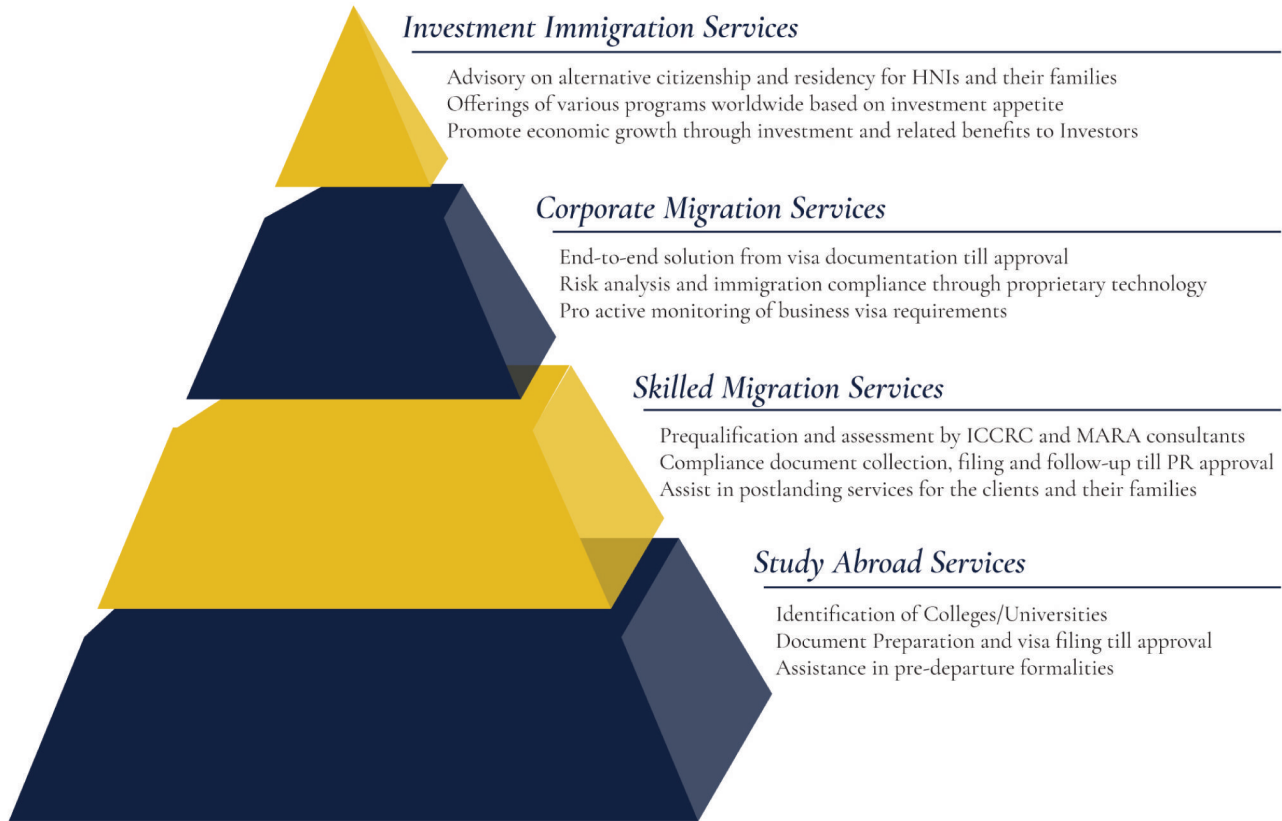 Investment Immigration Services
Advisory on alternative citizenship and residency for HNIs and their families
Offerings of various programs worldwide based on investment appetite
Promote economic growth through investment and related benefits to Investors
Corporate Migration Services
End-to-end solution from visa documentation till approval
Risk analysis and immigration compliance through proprietary technology
Pro active monitoring of business visa requirements
Skilled Migration Services
Prequalification and assessment by ICCRC and MARA consultants
Compliance document collection, filing and follow-up till PR approval
Assist in postlanding services for the clients and their families
Study Abroad Services
Identification of Colleges/Universities
Document Preparation and visa filing till approval
Assistance in pre-departure formalities